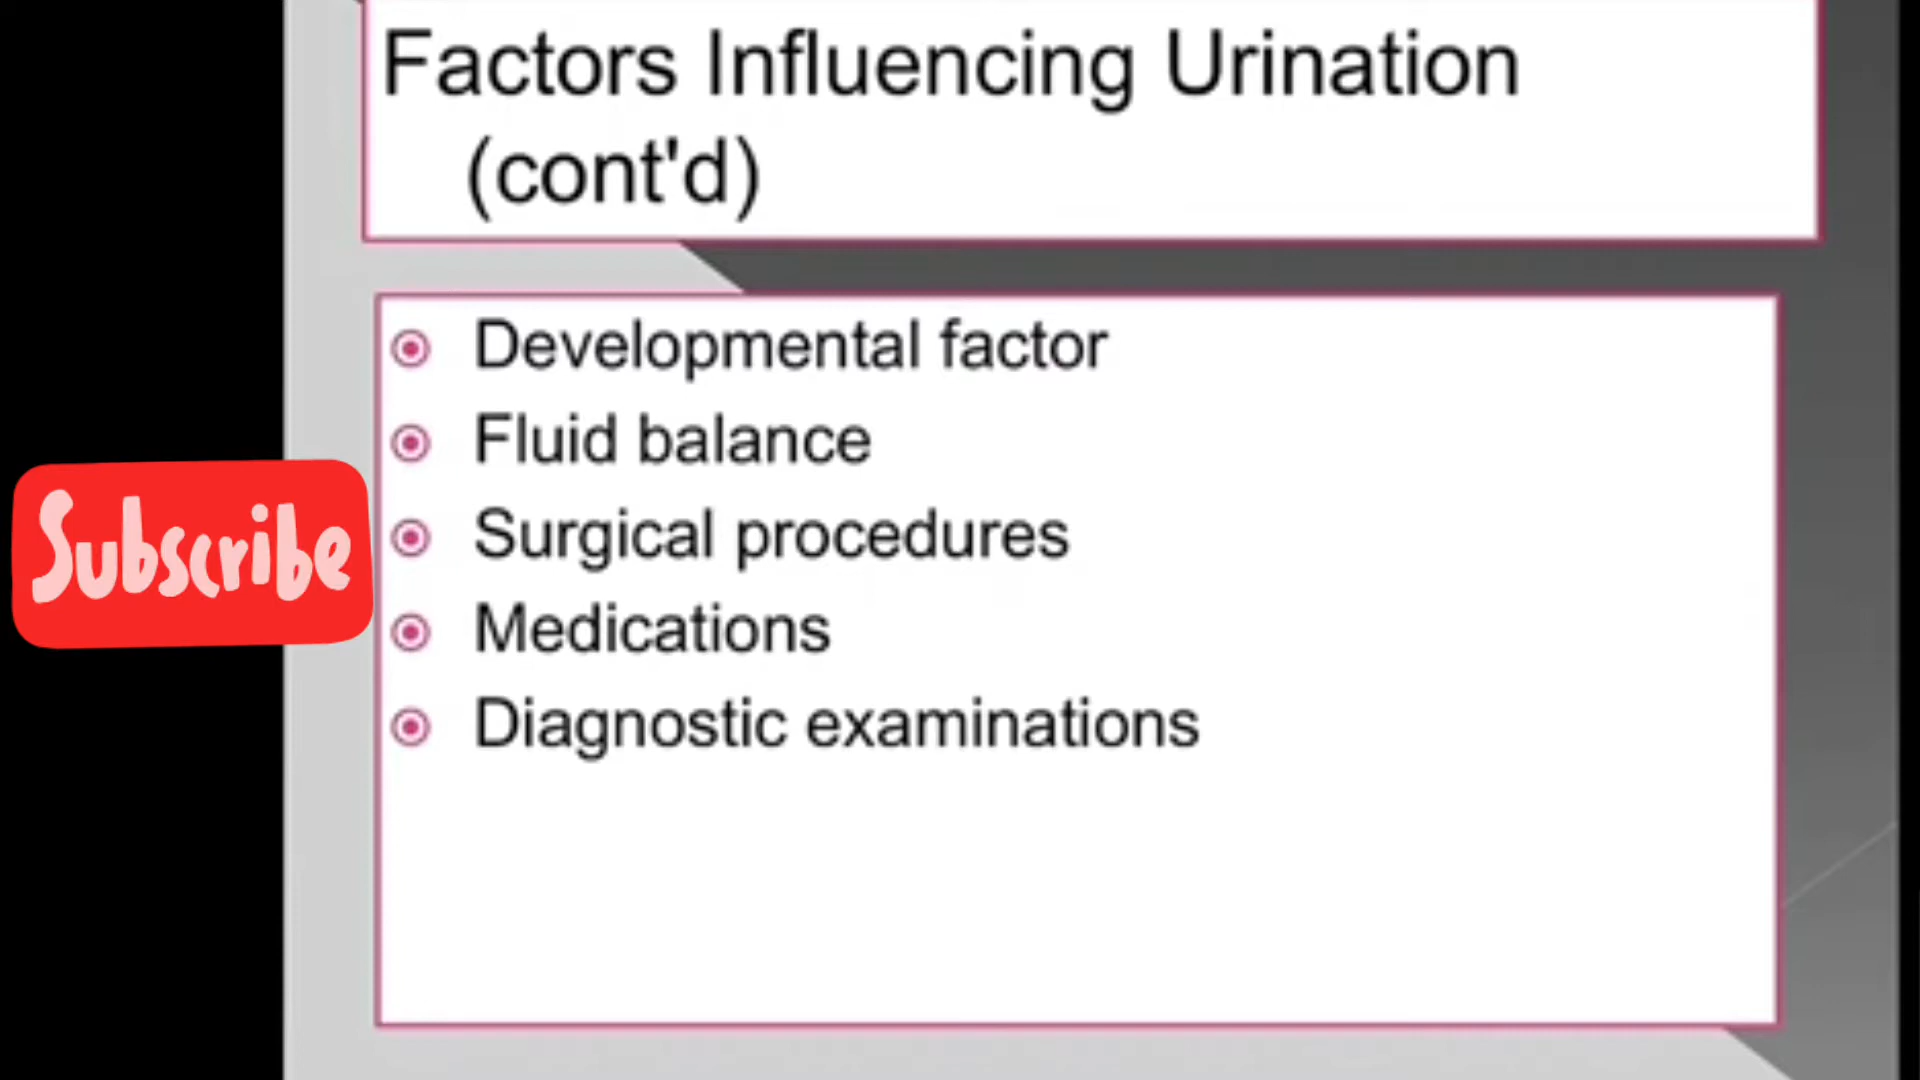 Factors Influencing Urination
(cont'd)
Developmental factor
Fluid balance
Surgical procedures
Medications
Diagnostic examinations
Subscribe